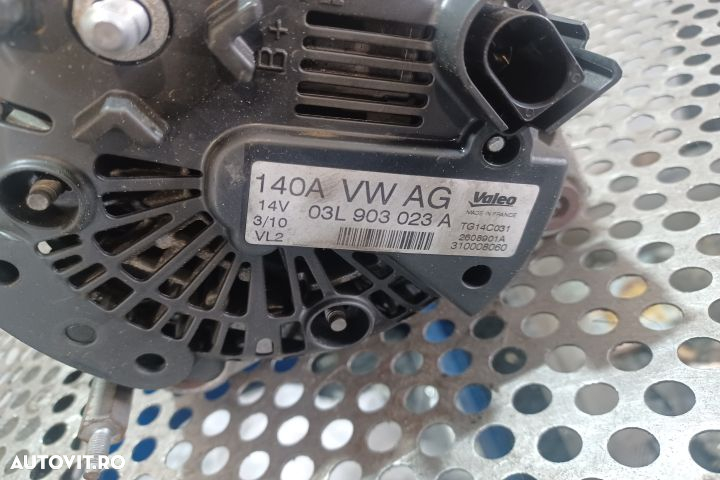 B+
140A VW AG Valeo
14V 03L 903 023 A MADE IN FRANCE
3/10 TG14C031
VL2 2608901A
310008060
AUTOVIT.RO